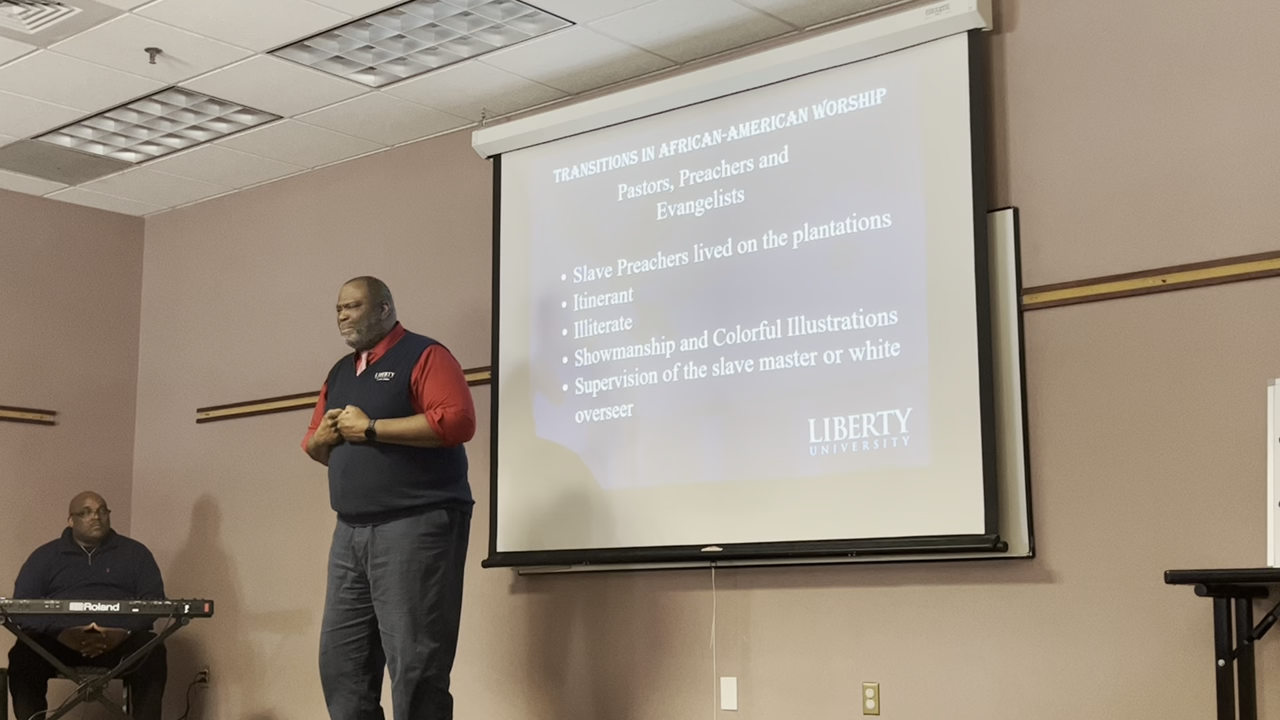 TRANSITIONS IN AFRICAN-AMERICAN WORSHIP
Pastors, Preachers and
Evangelists
• Slave Preachers lived on the plantations
• Itinerant
• Illiterate
• Showmanship and Colorful Illustrations
• Supervision of the slave master or white
overseer
LIBERTY
UNIVERSITY
LIBERTY
Roland